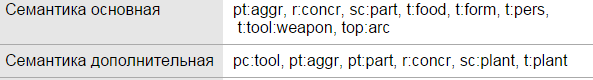 Семантика основная pt:aggr, r:concr, sc:part, t:food, t:form, t:pers,
t:tool:weapon, top:arc
Семантика дополнительная pc:tool, pt:aggr, pt:part, r:concr, sc:plant, t:plant